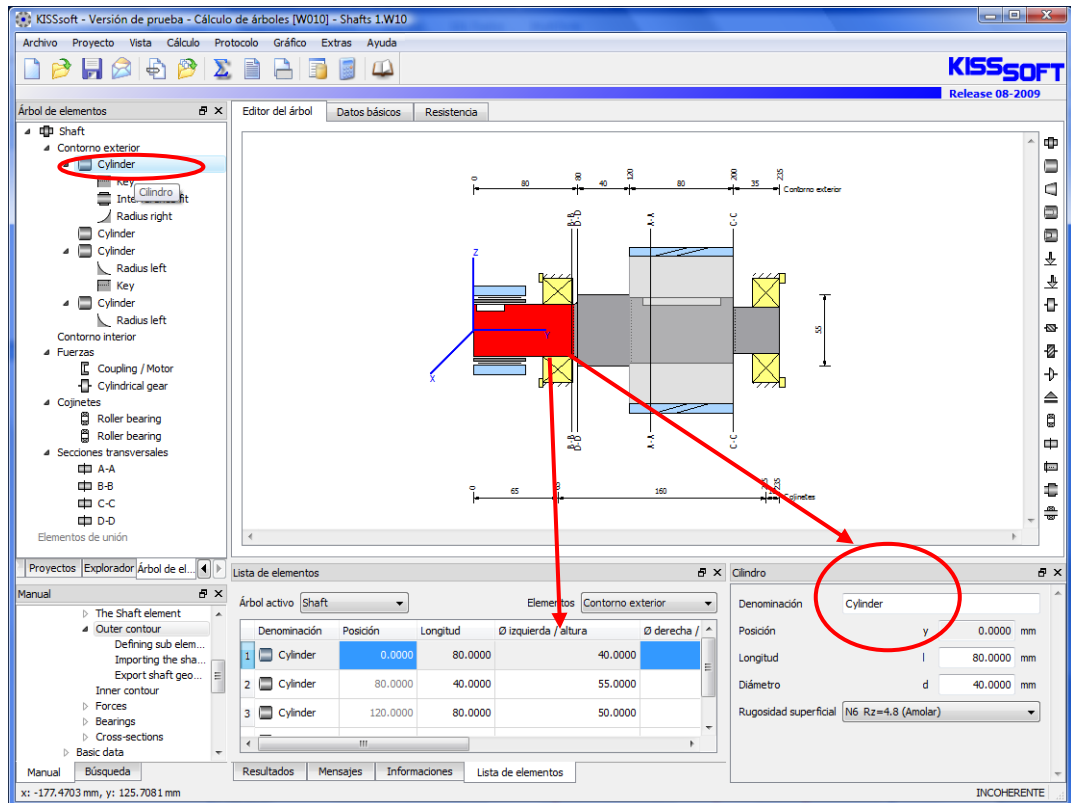 KISSsoft - Versión de prueba - Cálculo de árboles [W010] - Shafts 1.W10
Archivo Proyecto Vista Cálculo Protocolo Gráfico Extras Ayuda
KISSsoft
Release 08-2009
Árbol de elementos
Shaft
Contorno exterior
Cylinder
Key
Cilindro
fit
Radius right
Cylinder
Cylinder
Radius left
Key
Cylinder
Radius left
Contorno interior
Fuerzas
Coupling / Motor
Cylindrical gear
Cojinetes
Roller bearing
Roller bearing
Secciones transversales
A-A
B-B
C-C
D-D
Elementos de unión
Proyectos Explorador Árbol de el...
Manual
The Shaft element
Outer contour
Defining sub elem...
Importing the sha...
Export shaft geo...
Inner contour
Forces
Bearings
Cross-sections
Basic data
Manual Búsqueda
Editor del árbol Datos básicos Resistencia
0 80 120 200 235
80 40 80 35 Contorno exterior
B-B D-D A-A C-C
Z
Y
X
55
B-B D-D A-A C-C
0 235
65 160 Cojinetes
Lista de elementos
Árbol activo Shaft Elementos Contorno exterior
Denominación Posición Longitud Ø izquierda / altura Ø derecha /
1 Cylinder 0.0000 80.0000 40.0000
2 Cylinder 80.0000 40.0000 55.0000
3 Cylinder 120.0000 80.0000 50.0000
Resultados Mensajes Informaciones Lista de elementos
Cilindro
Denominación Cylinder
Posición y 0.0000 mm
Longitud l 80.0000 mm
Diámetro d 40.0000 mm
Rugosidad superficial N6 Rz=4.8 (Amolar)
x: -177.4703 mm, y: 125.7081 mm
INCOHERENTE